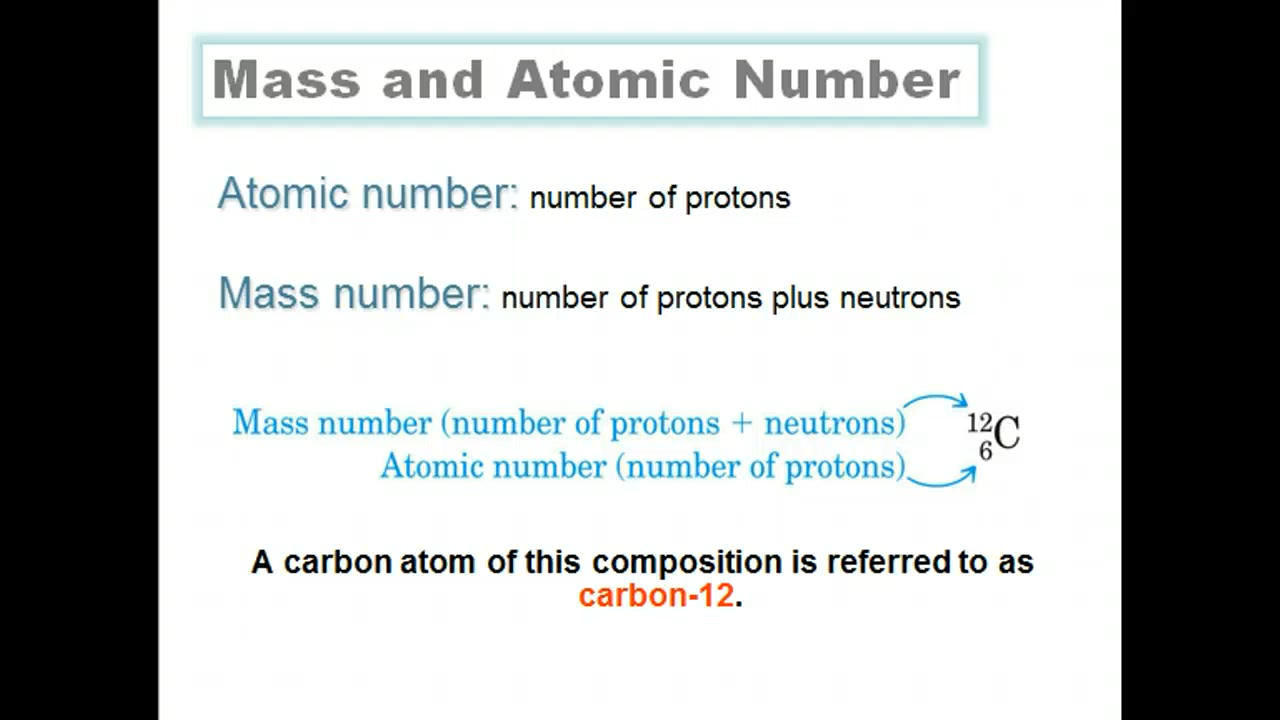 Mass and Atomic Number
Atomic number: number of protons
Mass number: number of protons plus neutrons
Mass number (number of protons + neutrons)
12
C
6
Atomic number (number of protons)
A carbon atom of this composition is referred to as
carbon-12.